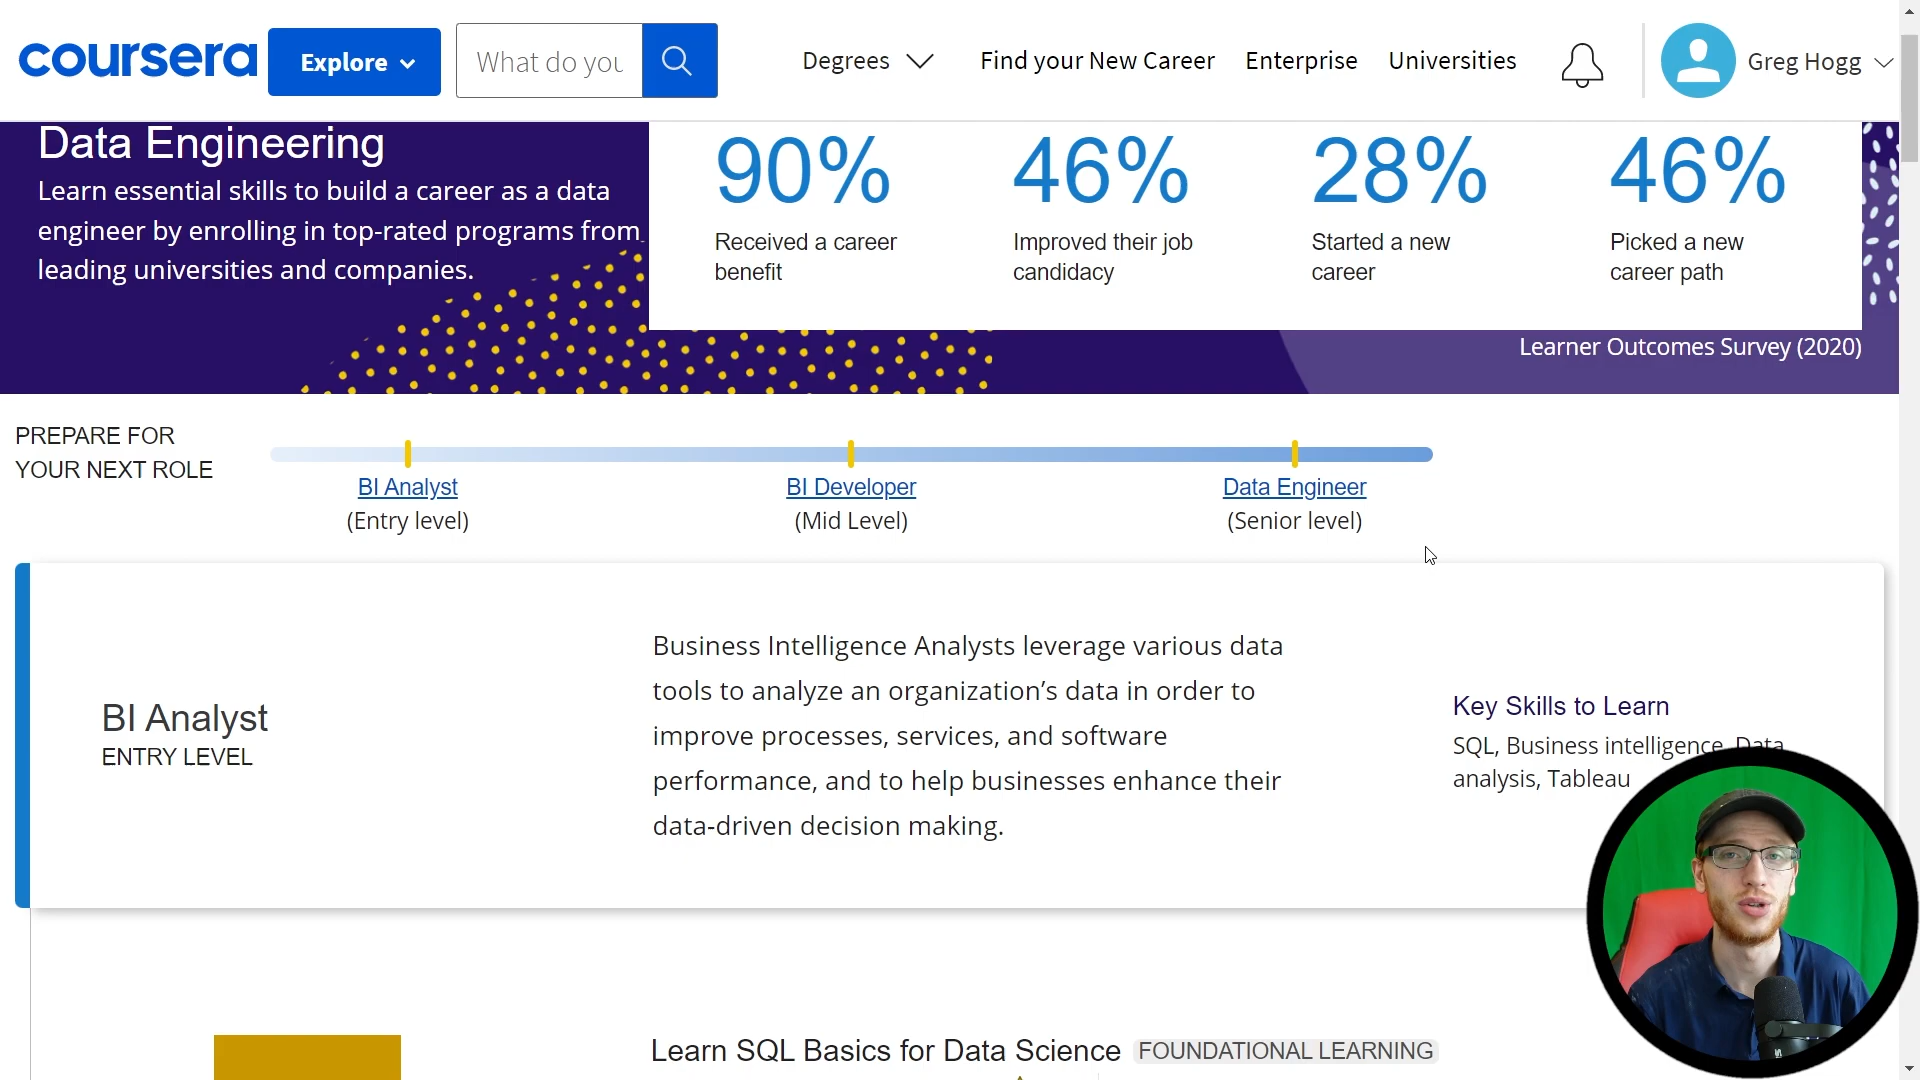 coursera
Explore
What do you
Degrees
Find your New Career
Enterprise
Universities
Greg Hogg
Data Engineering
Learn essential skills to build a career as a data
engineer by enrolling in top-rated programs from
leading universities and companies.
90%
Received a career
benefit
46%
Improved their job
candidacy
28%
Started a new
career
46%
Picked a new
career path
Learner Outcomes Survey (2020)
PREPARE FOR
YOUR NEXT ROLE
BI Analyst
(Entry level)
BI Developer
(Mid Level)
Data Engineer
(Senior level)
BI Analyst
ENTRY LEVEL
Business Intelligence Analysts leverage various data
tools to analyze an organization’s data in order to
improve processes, services, and software
performance, and to help businesses enhance their
data-driven decision making.
Key Skills to Learn
SQL, Business intelligence, Data
analysis, Tableau
Learn SQL Basics for Data Science
FOUNDATIONAL LEARNING